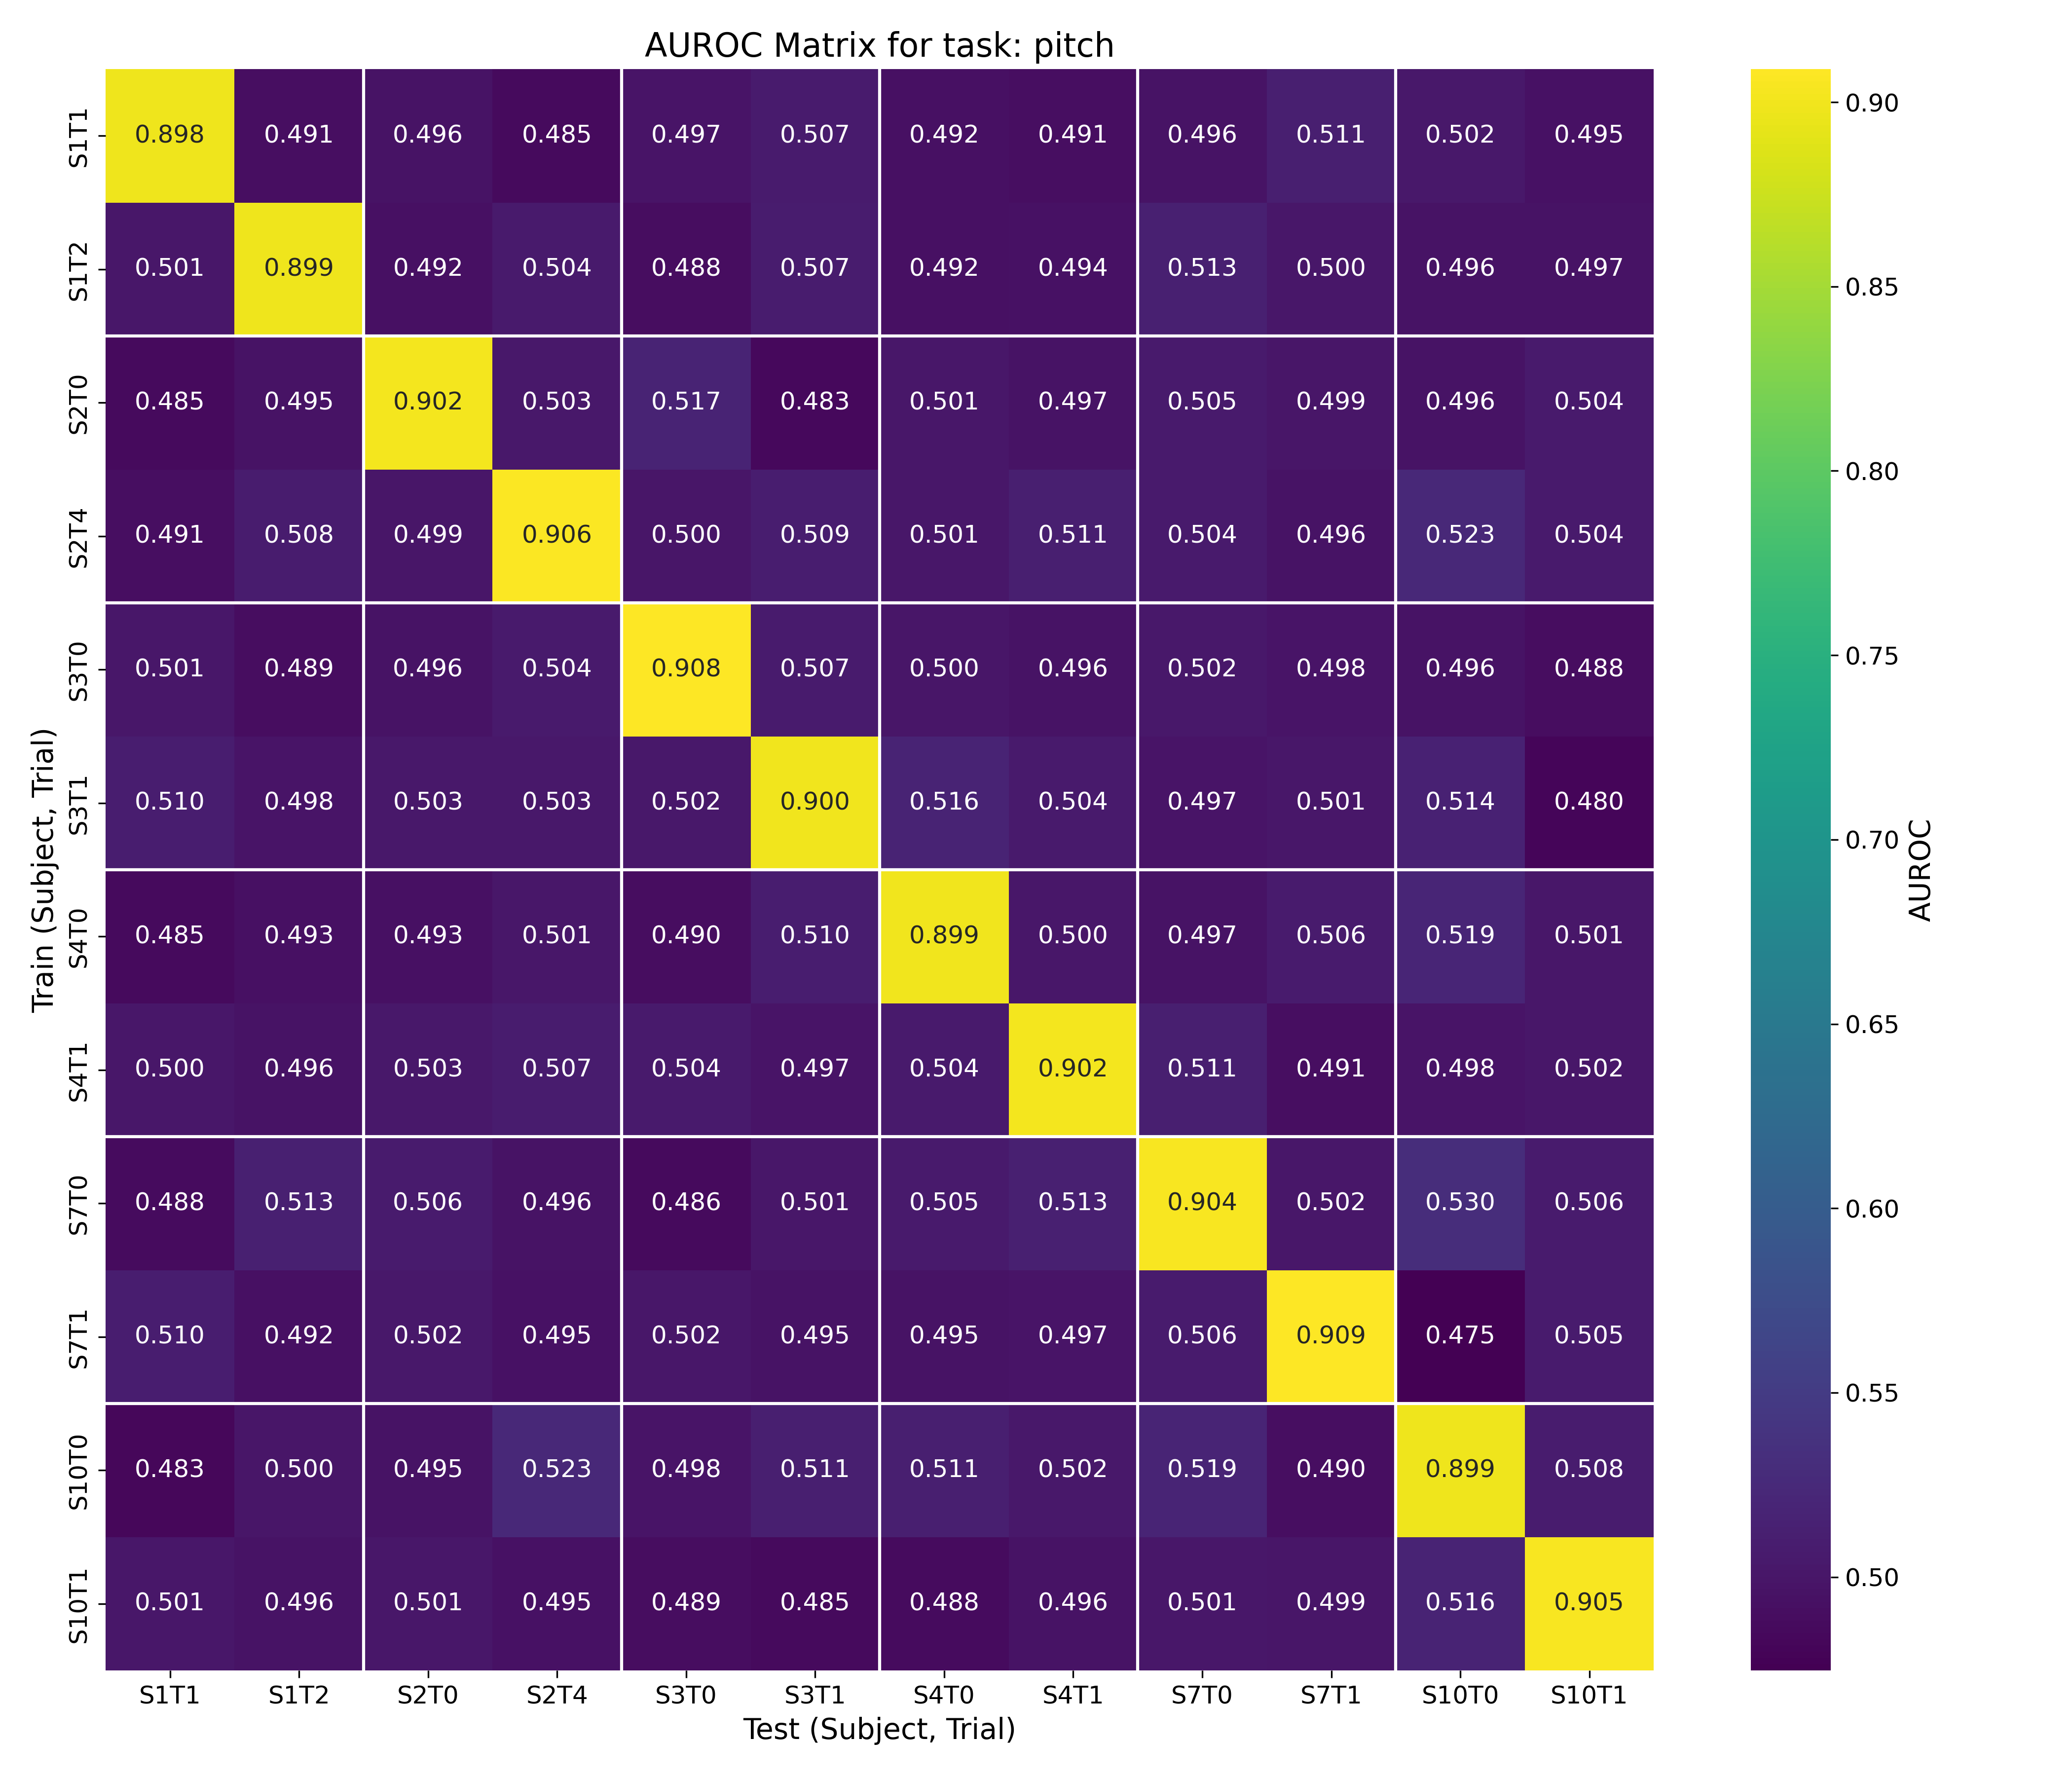 AUROC Matrix for task: pitch
Train (Subject, Trial)
S1T1 0.898 0.491 0.496 0.485 0.497 0.507 0.492 0.491 0.496 0.511 0.502 0.495
S1T2 0.501 0.899 0.492 0.504 0.488 0.507 0.492 0.494 0.513 0.500 0.496 0.497
S2T0 0.485 0.495 0.902 0.503 0.517 0.483 0.501 0.497 0.505 0.499 0.496 0.504
S2T4 0.491 0.508 0.499 0.906 0.500 0.509 0.501 0.511 0.504 0.496 0.523 0.504
S3T0 0.501 0.489 0.496 0.504 0.908 0.507 0.500 0.496 0.502 0.498 0.496 0.488
S3T1 0.510 0.498 0.503 0.503 0.502 0.900 0.516 0.504 0.497 0.501 0.514 0.480
S4T0 0.485 0.493 0.493 0.501 0.490 0.510 0.899 0.500 0.497 0.506 0.519 0.501
S4T1 0.500 0.496 0.503 0.507 0.504 0.497 0.504 0.902 0.511 0.491 0.498 0.502
S7T0 0.488 0.513 0.506 0.496 0.486 0.501 0.505 0.513 0.904 0.502 0.530 0.506
S7T1 0.510 0.492 0.502 0.495 0.502 0.495 0.495 0.497 0.506 0.909 0.475 0.505
S10T0 0.483 0.500 0.495 0.523 0.498 0.511 0.511 0.502 0.519 0.490 0.899 0.508
S10T1 0.501 0.496 0.501 0.495 0.489 0.485 0.488 0.496 0.501 0.499 0.516 0.905
S1T1 S1T2 S2T0 S2T4 S3T0 S3T1 S4T0 S4T1 S7T0 S7T1 S10T0 S10T1
Test (Subject, Trial)
0.90
0.85
0.80
0.75
0.70
0.65
0.60
0.55
0.50
AUROC